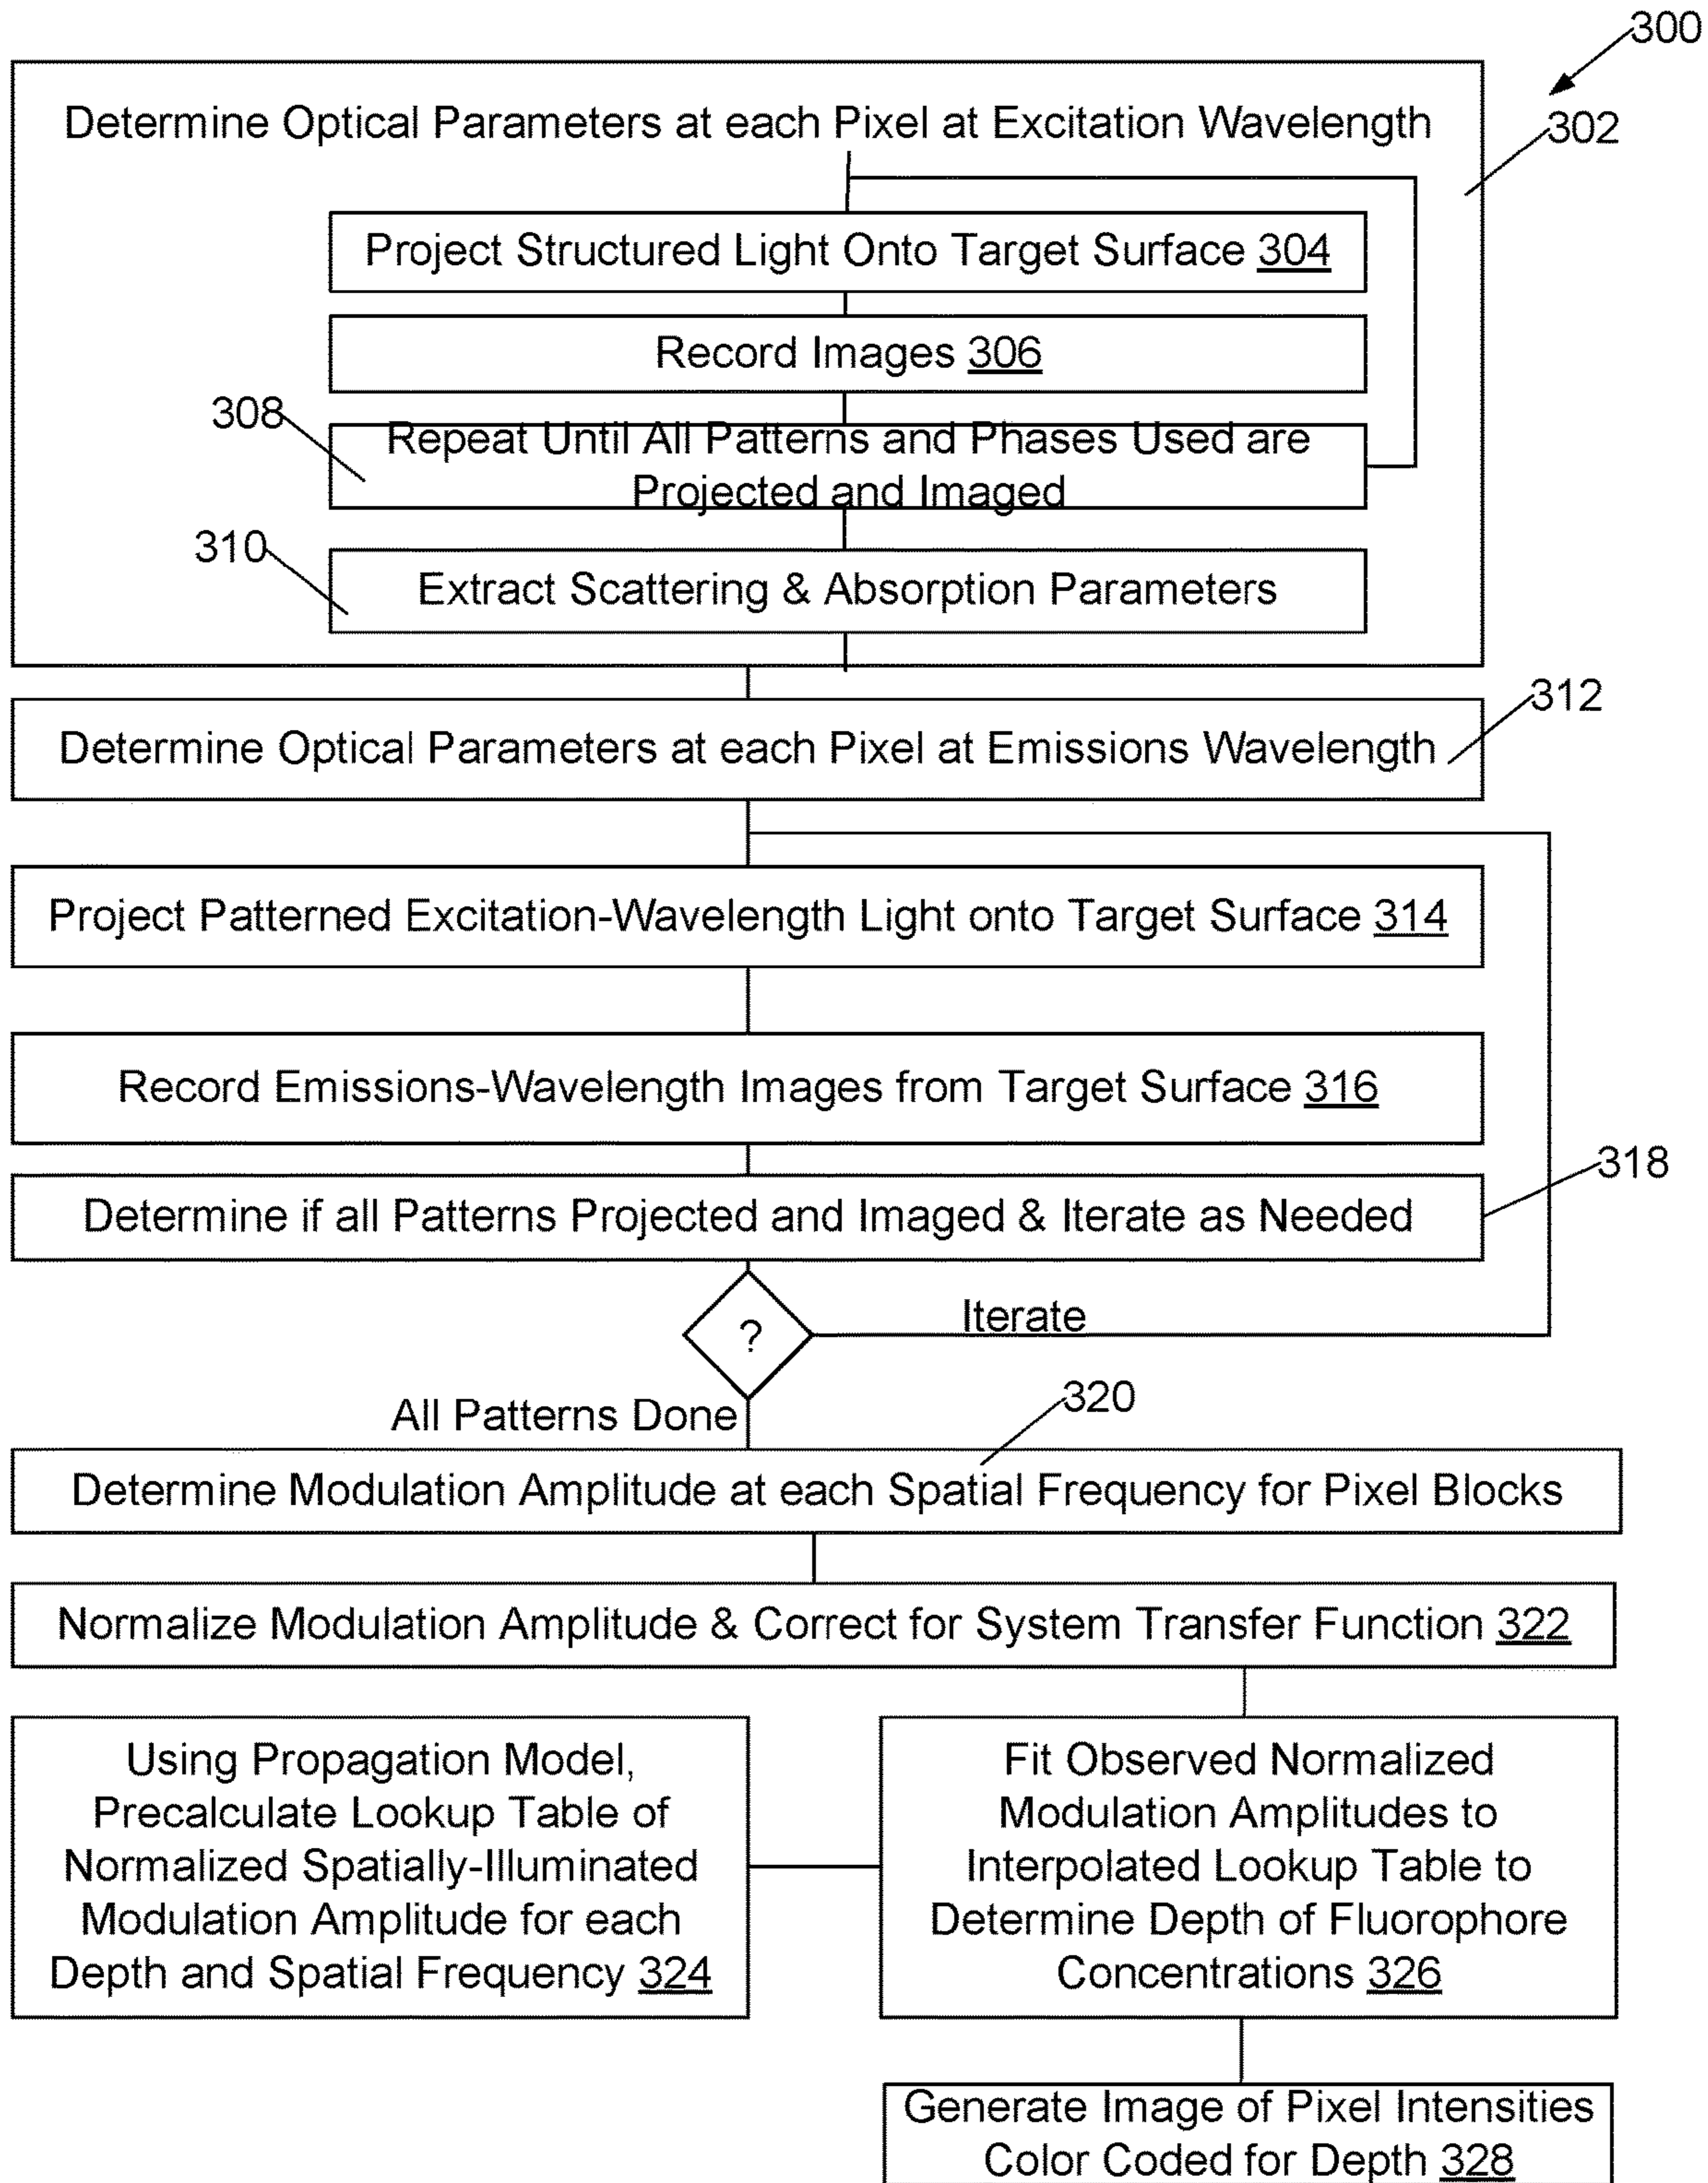 300
Determine Optical Parameters at each Pixel at Excitation Wavelength
302
Project Structured Light Onto Target Surface 304
Record Images 306
308
Repeat Until All Patterns and Phases Used are
Projected and Imaged
310
Extract Scattering & Absorption Parameters
312
Determine Optical Parameters at each Pixel at Emissions Wavelength
Project Patterned Excitation-Wavelength Light onto Target Surface 314
Record Emissions-Wavelength Images from Target Surface 316
318
Determine if all Patterns Projected and Imaged & Iterate as Needed
?
Iterate
All Patterns Done
320
Determine Modulation Amplitude at each Spatial Frequency for Pixel Blocks
Normalize Modulation Amplitude & Correct for System Transfer Function 322
Using Propagation Model,
Precalculate Lookup Table of
Normalized Spatially-Illuminated
Modulation Amplitude for each
Depth and Spatial Frequency 324
Fit Observed Normalized
Modulation Amplitudes to
Interpolated Lookup Table to
Determine Depth of Fluorophore
Concentrations 326
Generate Image of Pixel Intensities
Color Coded for Depth 328